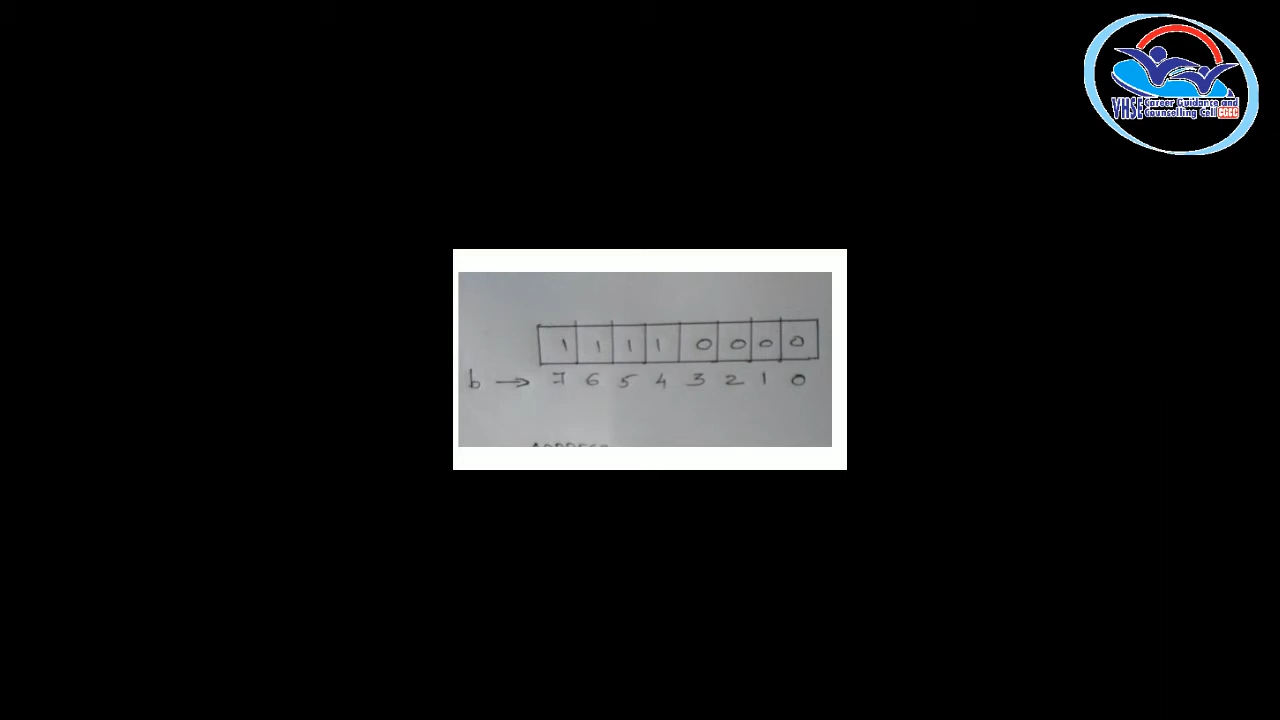 VHSE Career Guidance and
Counselling Cell CGCC
1 1 1 1 0 0 0 0
b → 7 6 5 4 3 2 1 0